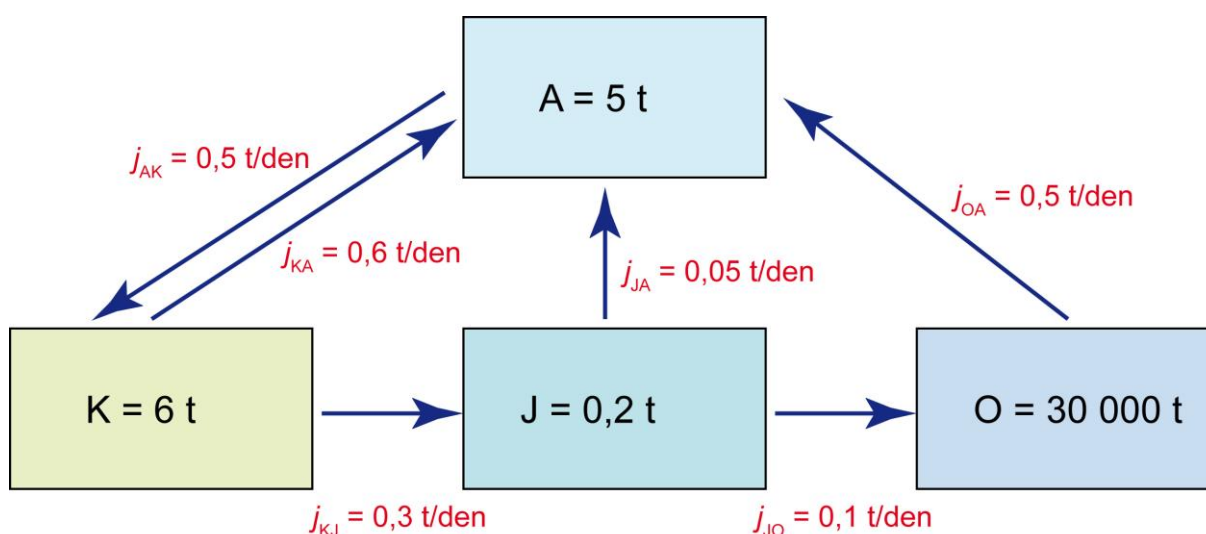 A = 5 t
jAK = 0,5 t/den
jKA = 0,6 t/den
jJA = 0,05 t/den
jOA = 0,5 t/den
K = 6 t
J = 0,2 t
O = 30 000 t
jKJ = 0,3 t/den
jJO = 0,1 t/den